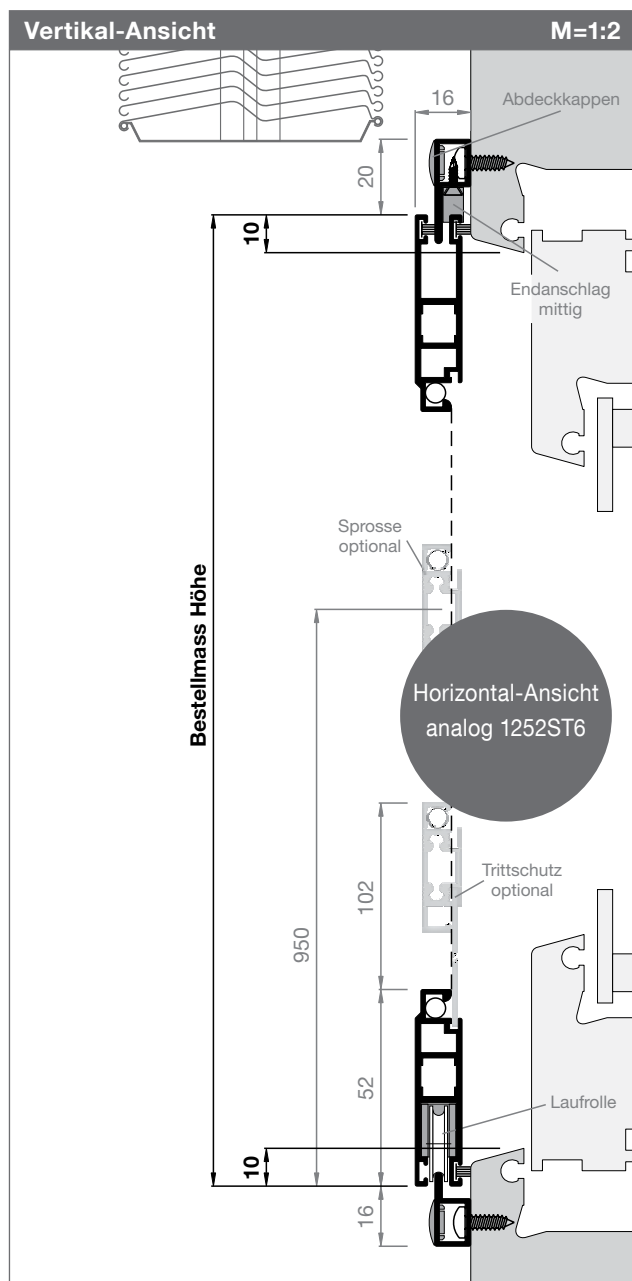 Vertikal-Ansicht M=1:2
16
Abdeckkappen
20
10
Endanschlag
mittig
Sprosse
optional
Bestellmass Höhe
Horizontal-Ansicht
analog 1252ST6
102
Trittschutz
optional
950
52
Laufrolle
10
16